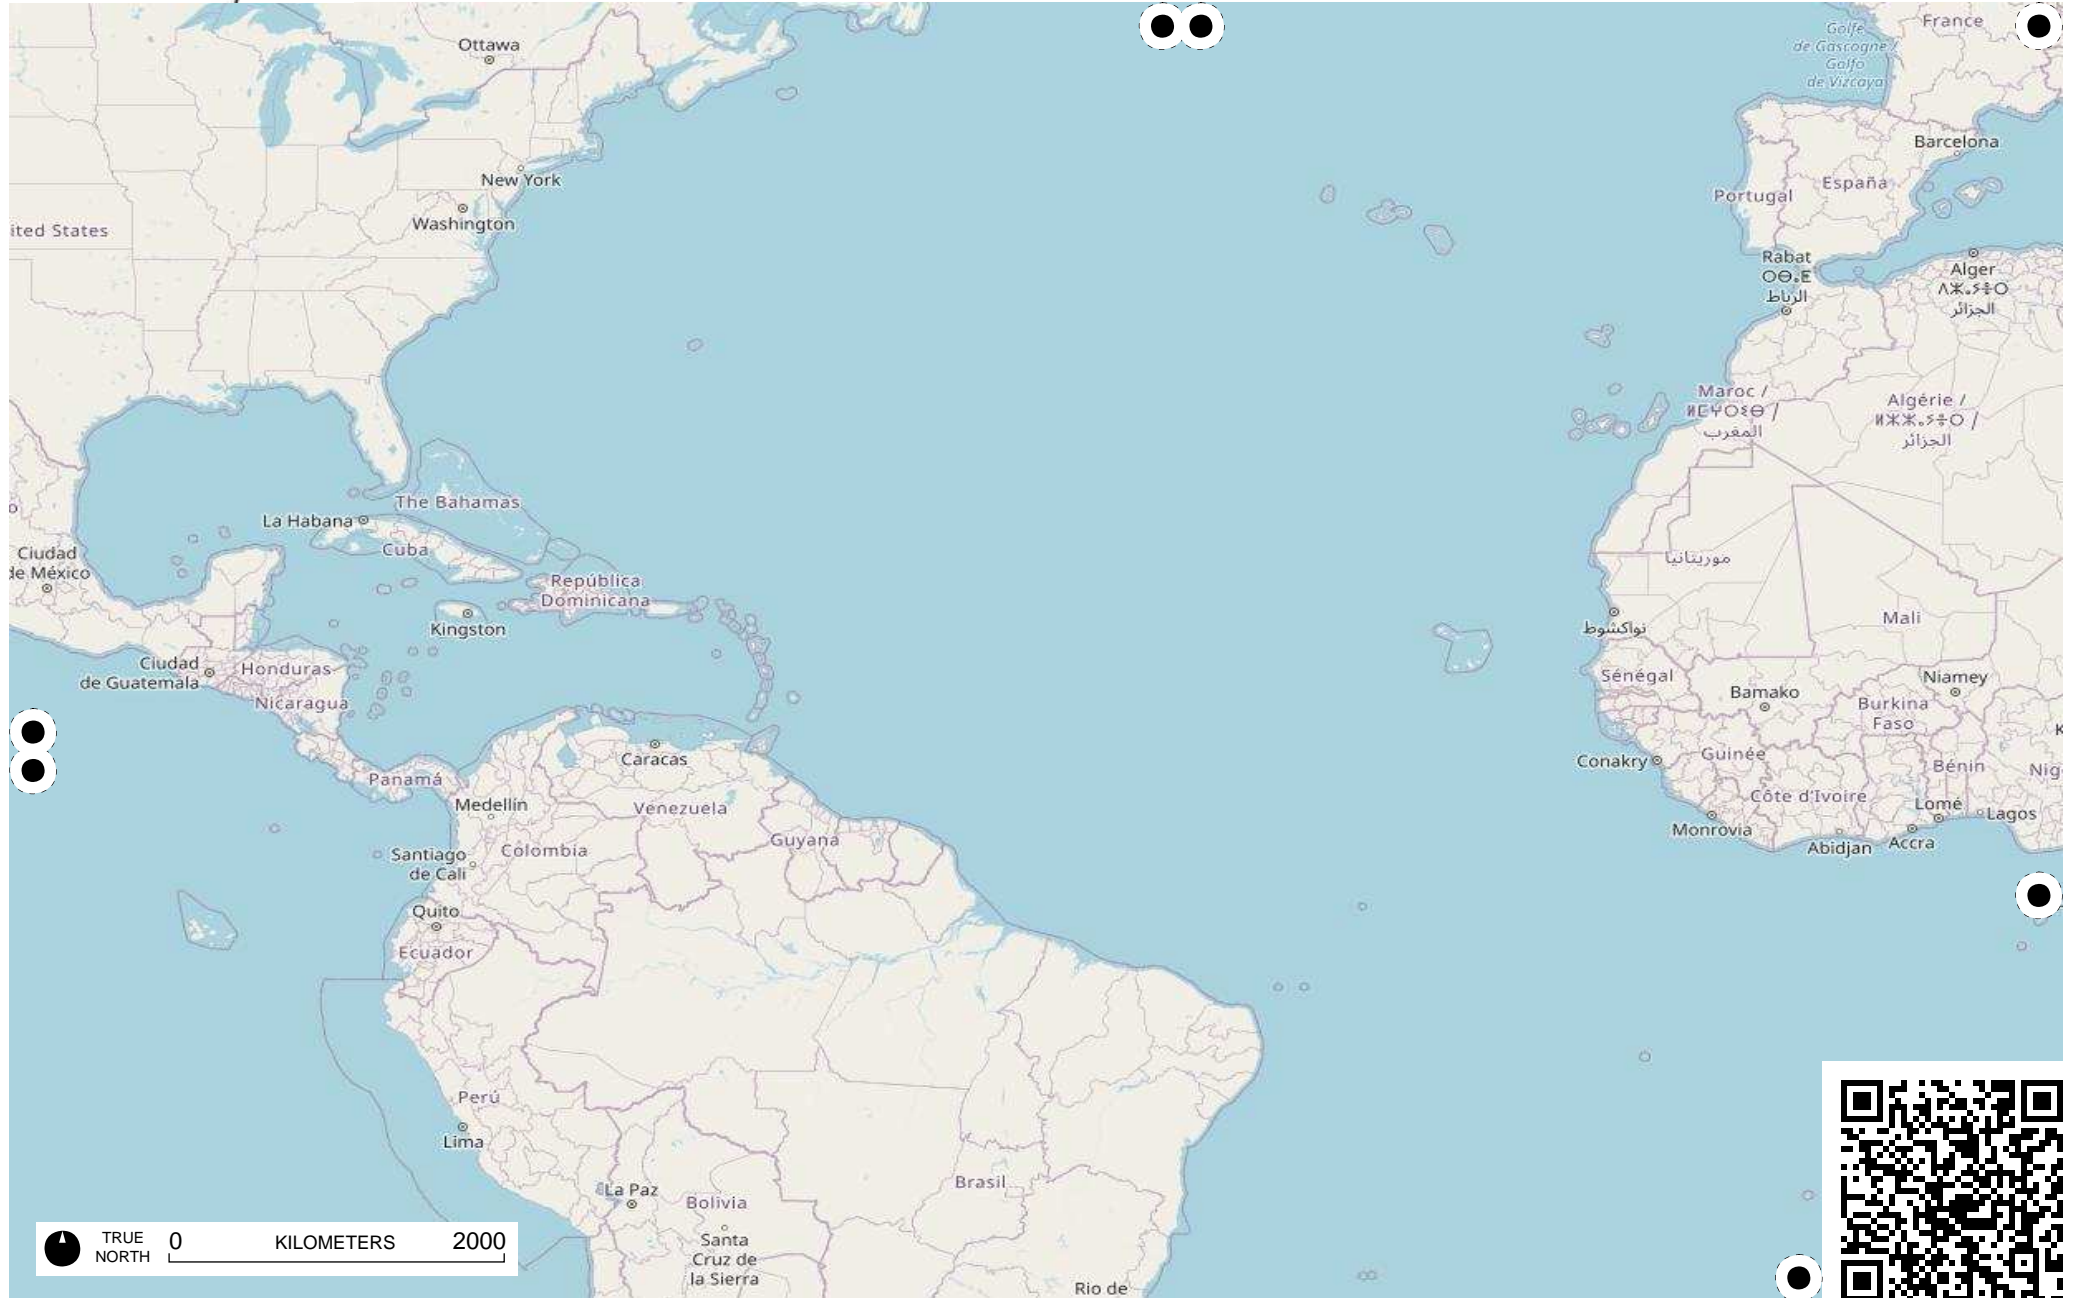 Ottawa
Golfe
de Gascogne /
Golfo
de Vizcaya
France
Barcelona
New York
España
Portugal
Washington
ited States
Rabat
ⵔⴱⴰⵟ
الرباط
Alger
ⴷⵣⴰⵢⴻⵔ
الجزائر
Maroc /
ⵍⵎⵖⵔⵉⴱ /
المغرب
Algérie /
ⵍⵣⵣⴰⵢⴻⵔ /
الجزائر
The Bahamas
La Habana
Cuba
Ciudad
de México
موريتانيا
República
Dominicana
Kingston
Mali
نواكشوط
Ciudad
de Guatemala
Honduras
Sénégal
Niamey
Bamako
Nicaragua
Burkina
Faso
K
Caracas
Guinée
Conakry
Bénin
Nig
Panamá
Medellín
Venezuela
Côte d'Ivoire
Lomé
Lagos
Monrovia
Guyana
Abidjan
Accra
Santiago
de Cali
Colombia
Quito
Ecuador
Perú
Lima
La Paz
Bolivia
Brasil
Santa
Cruz de
la Sierra
Rio de
TRUE
NORTH
0
KILOMETERS
2000